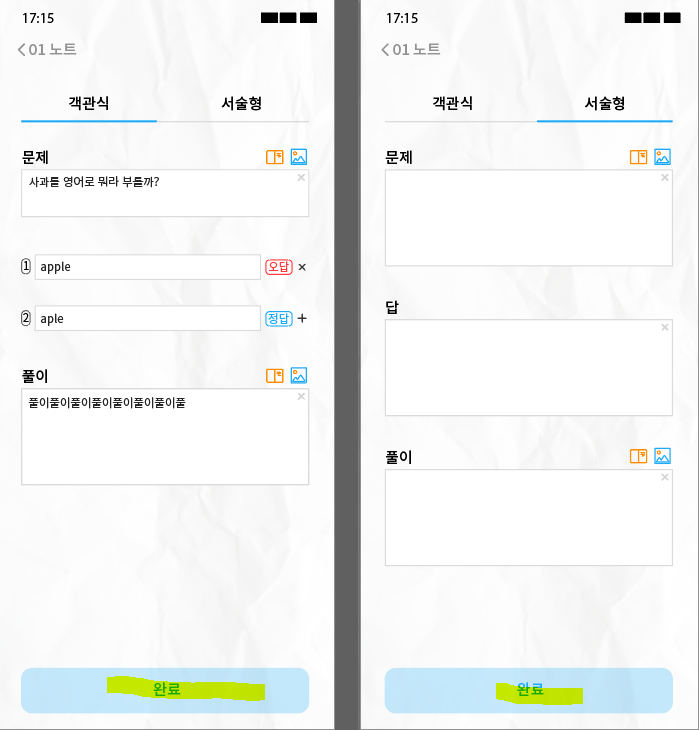 17:15
01 노트
객관식 서술형
문제
사과를 영어로 뭐라 부를까?
1 apple 오답 ×
2 aple 정답 +
풀이
풀이풀이풀이풀이풀이풀이풀이풀
완료
17:15
01 노트
객관식 서술형
문제
답
풀이
완료